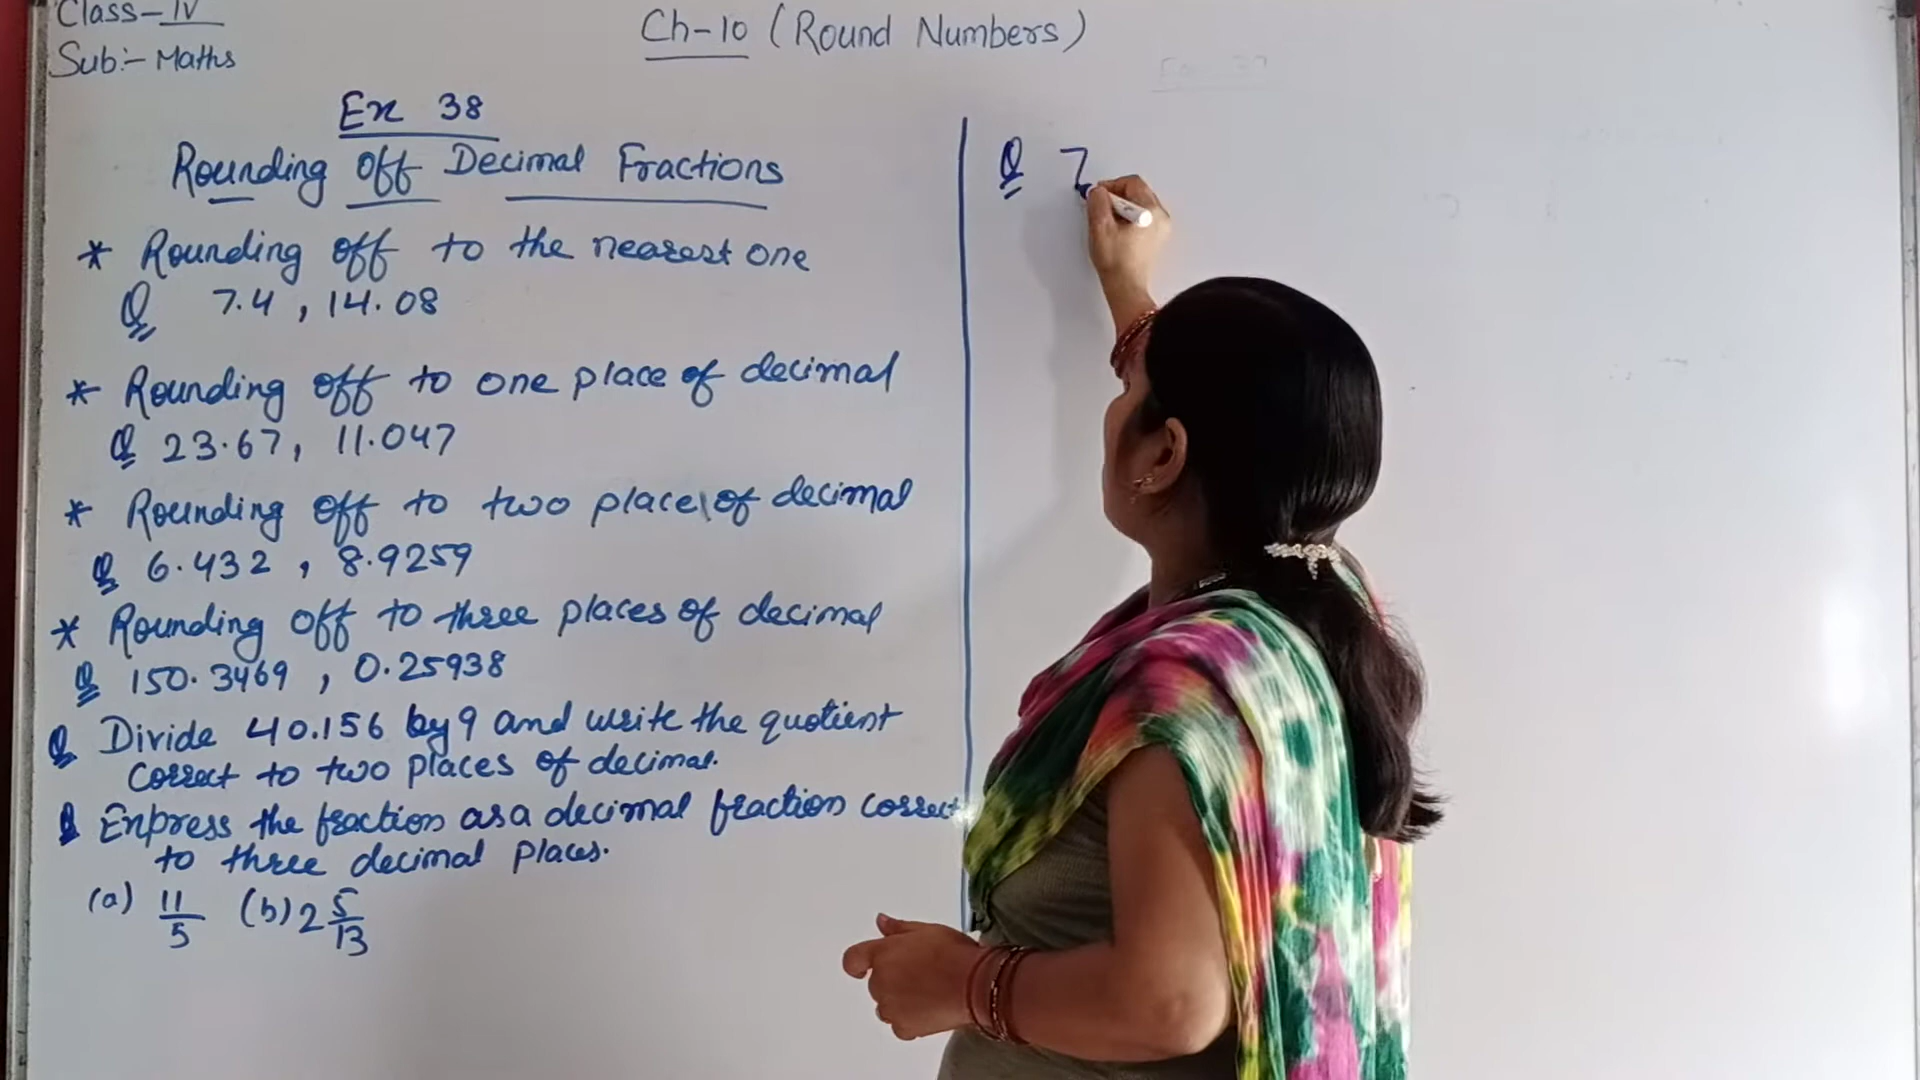 Class-IV
Sub:- Maths
Ch-10 (Round Numbers)
Ex 38
Rounding off Decimal Fractions
* Rounding off to the nearest one
Q 7.4, 14.08
* Rounding off to one place of decimal
Q 23.67, 11.047
* Rounding off to two place of decimal
Q 6.432, 8.9259
* Rounding off to three places of decimal
Q 150.3469, 0.25938
Q Divide 40.156 by 9 and write the quotient
correct to two places of decimal.
Q Express the fraction as a decimal fraction correct
to three decimal places.
(a) 11/5 (b) 2 5/13
Q 7